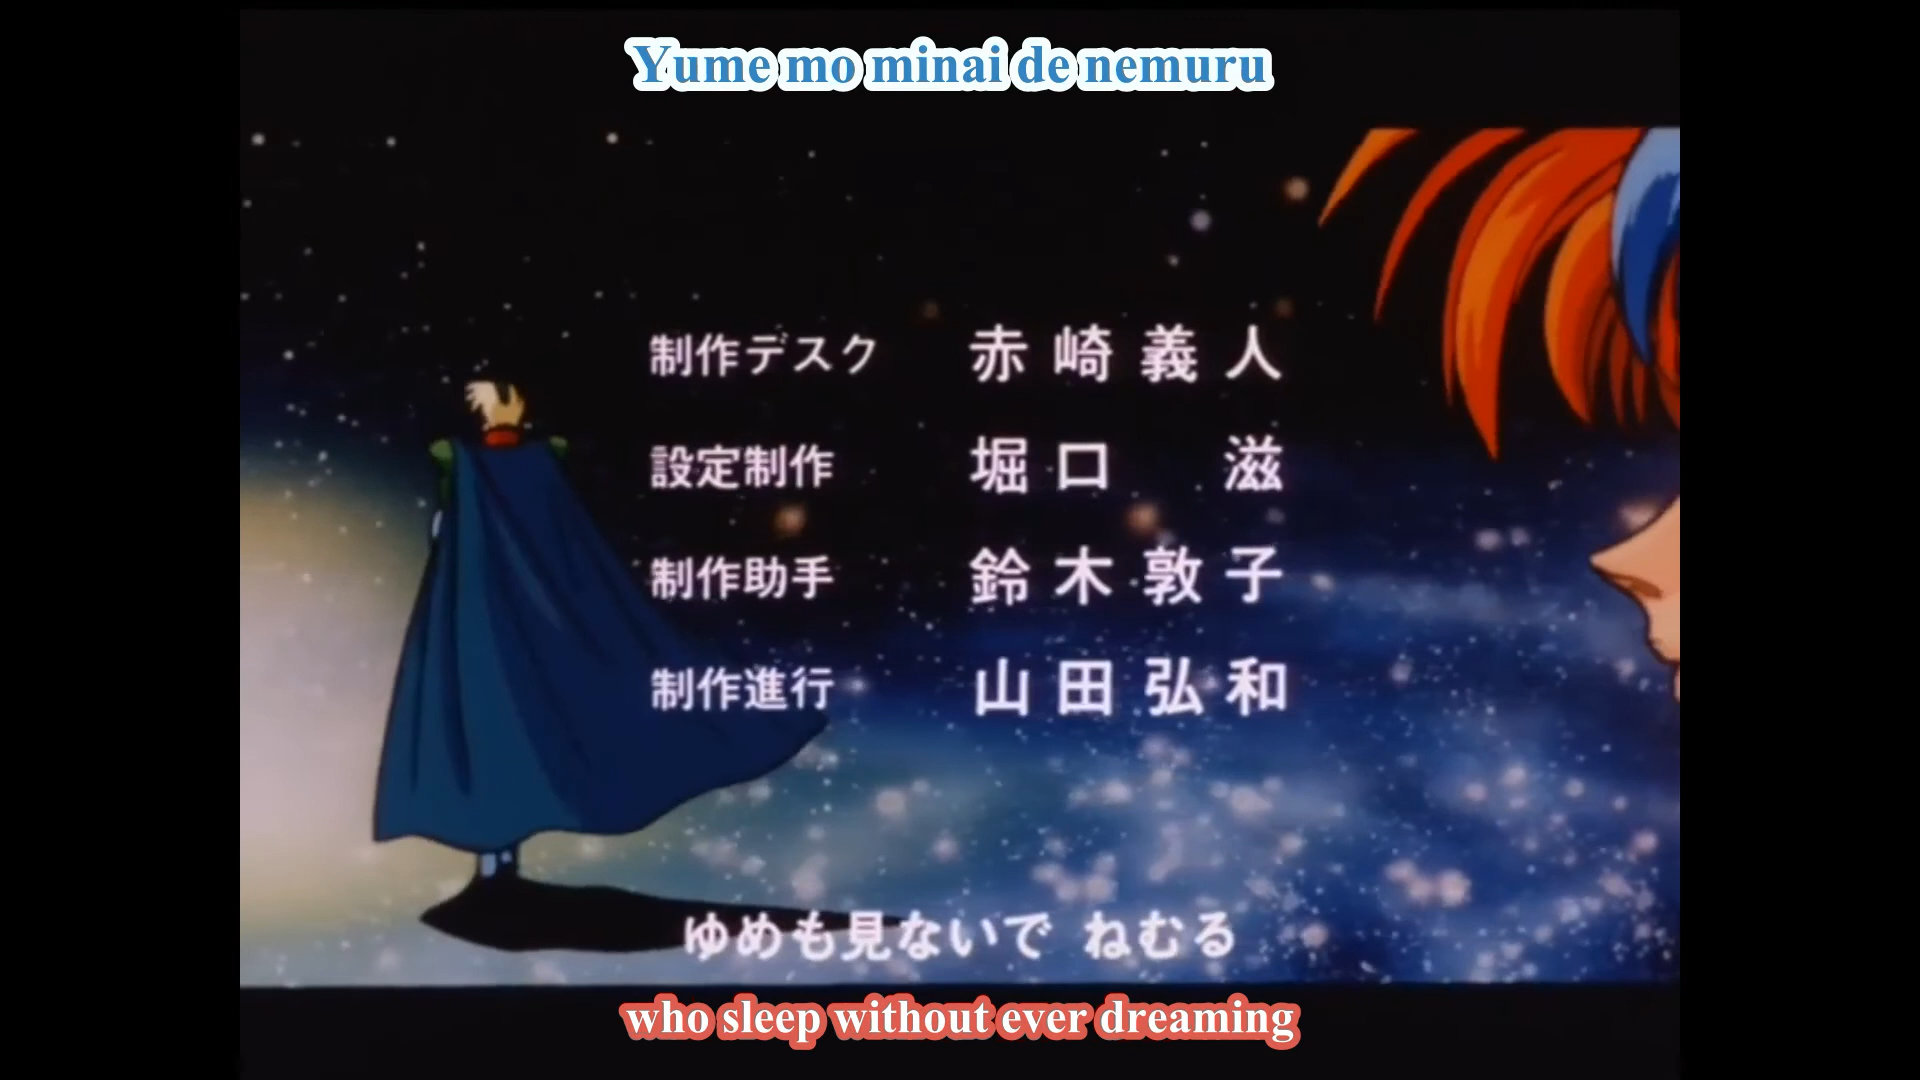 Yume mo minai de nemuru
制作デスク 赤崎義人
設定制作 堀口 滋
制作助手 鈴木敦子
制作進行 山田弘和
ゆめも見ないで ねむる
who sleep without ever dreaming